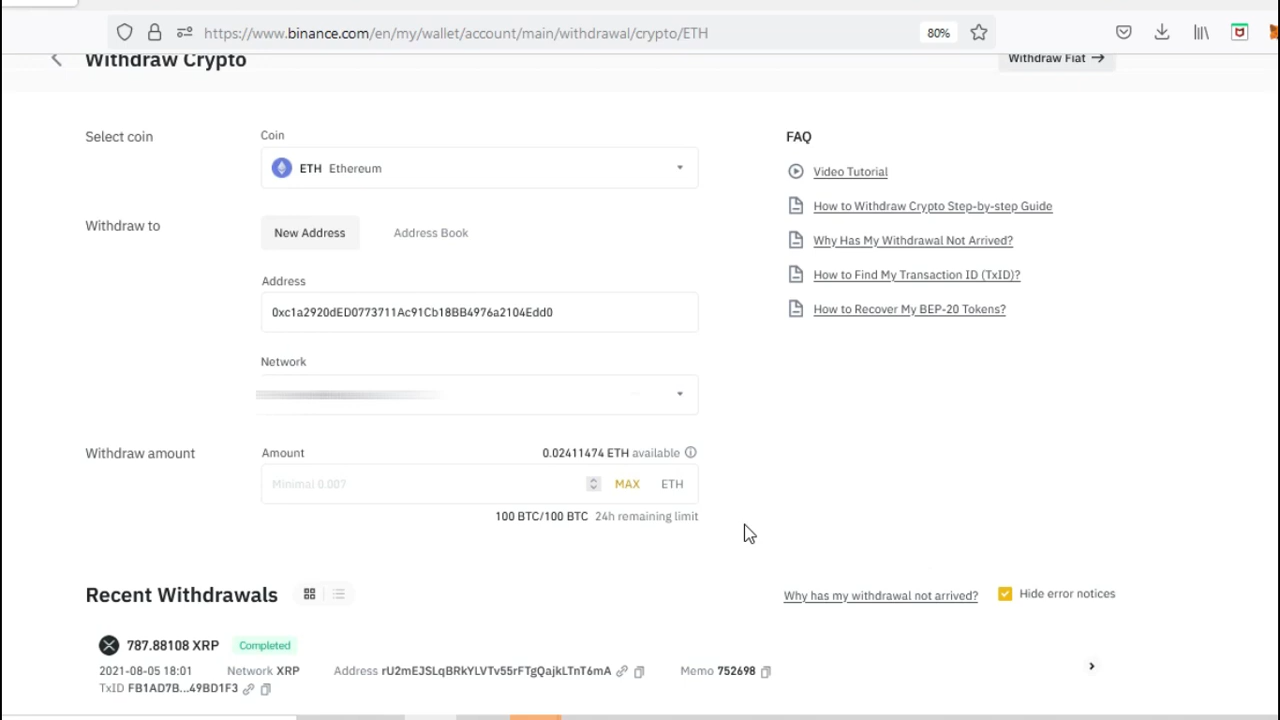 https://www.binance.com/en/my/wallet/account/main/withdrawal/crypto/ETH
80%
Withdraw Crypto
Withdraw Fiat →
Select coin
Coin
ETH Ethereum
Withdraw to
New Address
Address Book
Address
0xc1a2920dED0773711Ac91Cb18BB4976a2104Edd0
Network
Withdraw amount
Amount
0.02411474 ETH available
Minimal 0.00?
MAX
ETH
100 BTC/100 BTC 24h remaining limit
FAQ
Video Tutorial
How to Withdraw Crypto Step-by-step Guide
Why Has My Withdrawal Not Arrived?
How to Find My Transaction ID (TxID)?
How to Recover My BEP-20 Tokens?
Recent Withdrawals
Why has my withdrawal not arrived?
Hide error notices
787.88108 XRP Completed
2021-08-05 18:01 Network XRP Address rU2mEJSLqBRkYLVTv55rFTgQajkLTnT6mA Memo 752698
TxID FB1AD7B...49BD1F3